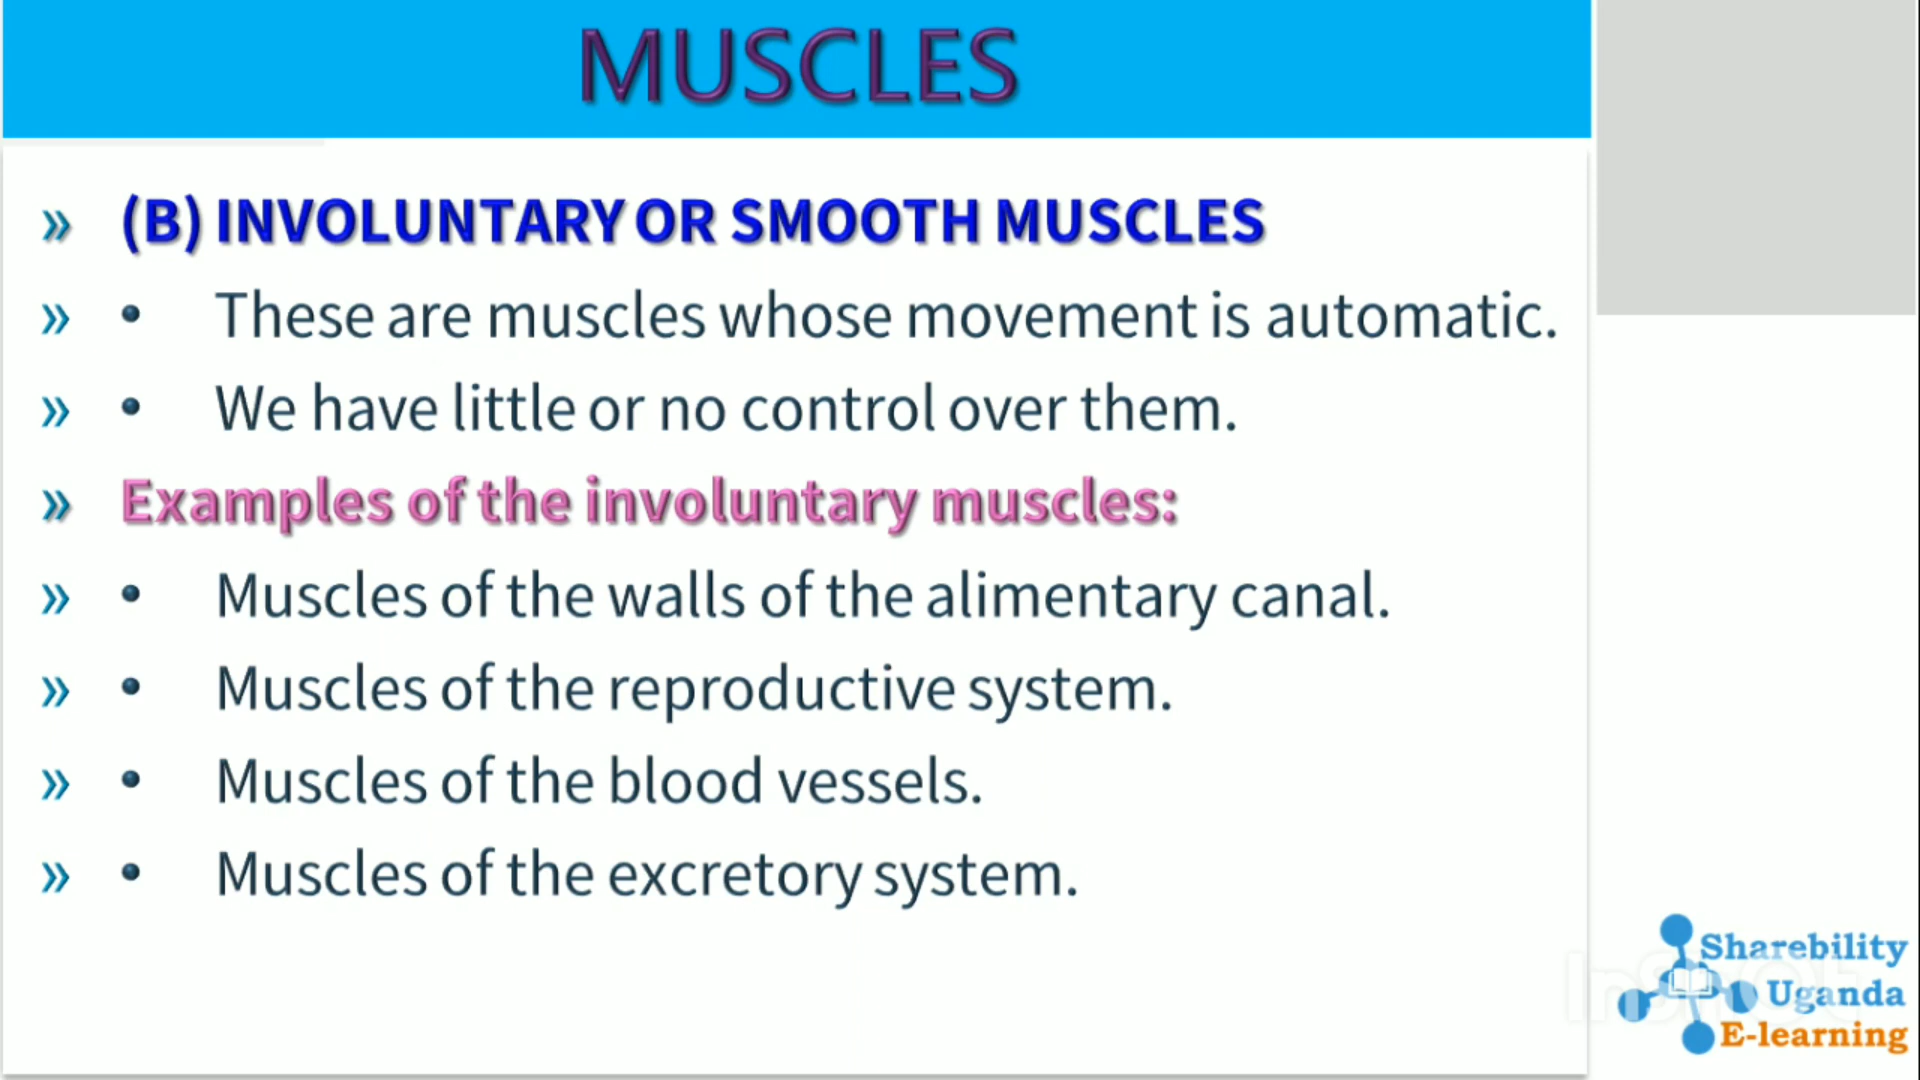 MUSCLES
» (B) INVOLUNTARY OR SMOOTH MUSCLES
» • These are muscles whose movement is automatic.
» • We have little or no control over them.
» Examples of the involuntary muscles:
» • Muscles of the walls of the alimentary canal.
» • Muscles of the reproductive system.
» • Muscles of the blood vessels.
» • Muscles of the excretory system.
Sharebility
Uganda
E-learning
InShOt